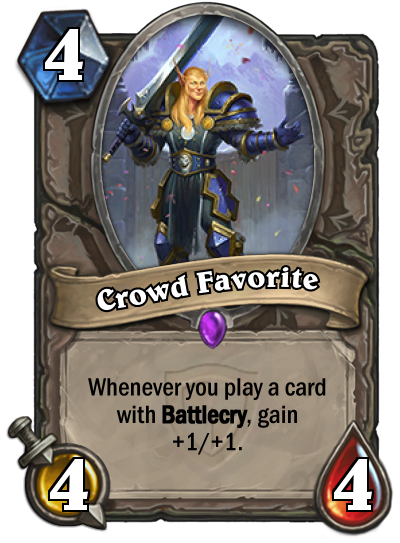 4
Crowd Favorite
Whenever you play a card
with Battlecry, gain
+1/+1.
4
4